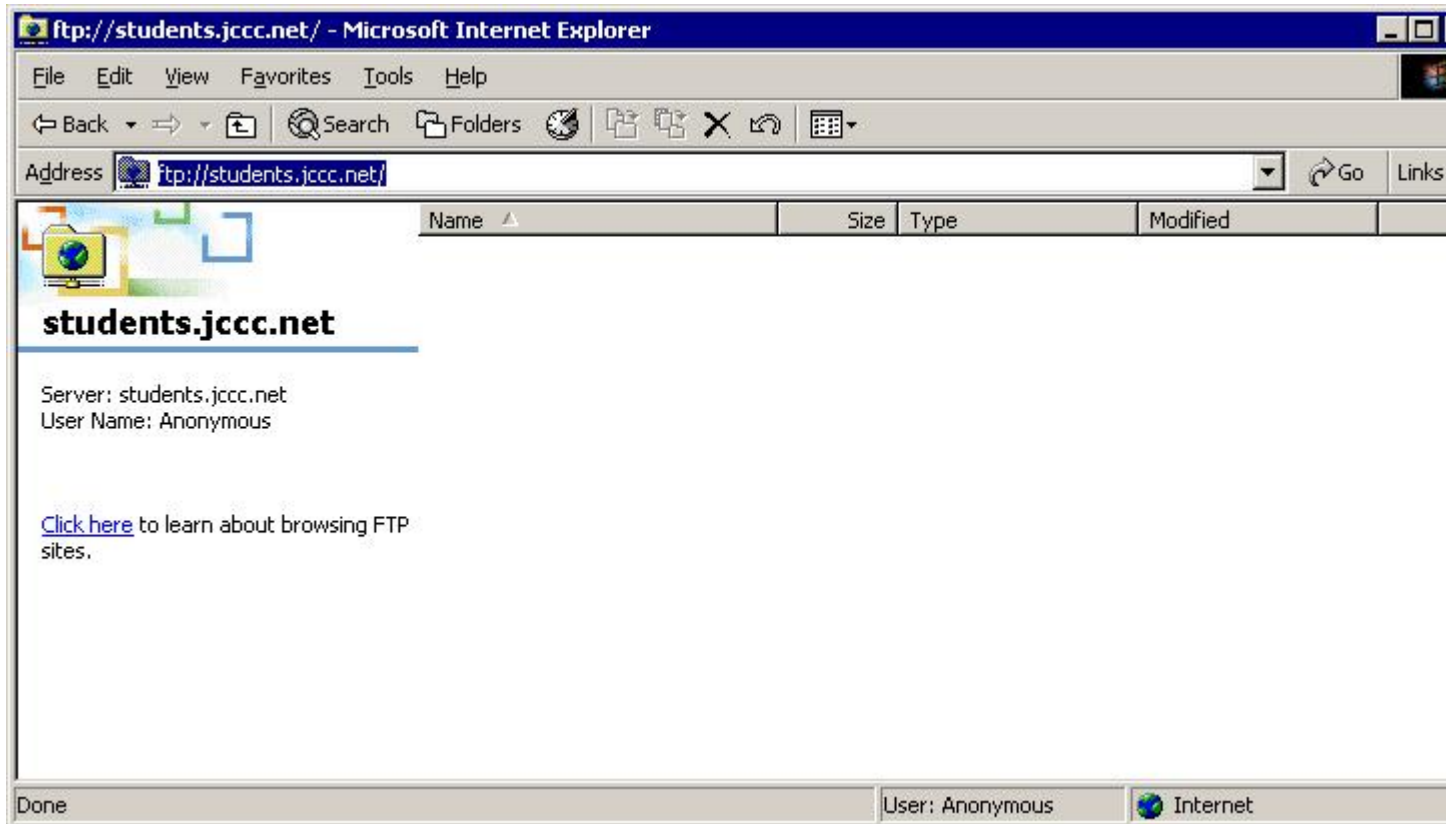 ftp://students.jccc.net/ - Microsoft Internet Explorer
File Edit View Favorites Tools Help
Back Search Folders
Address ftp://students.jccc.net/ Go Links
Name Size Type Modified
students.jccc.net
Server: students.jccc.net
User Name: Anonymous
Click here to learn about browsing FTP
sites.
Done User: Anonymous Internet